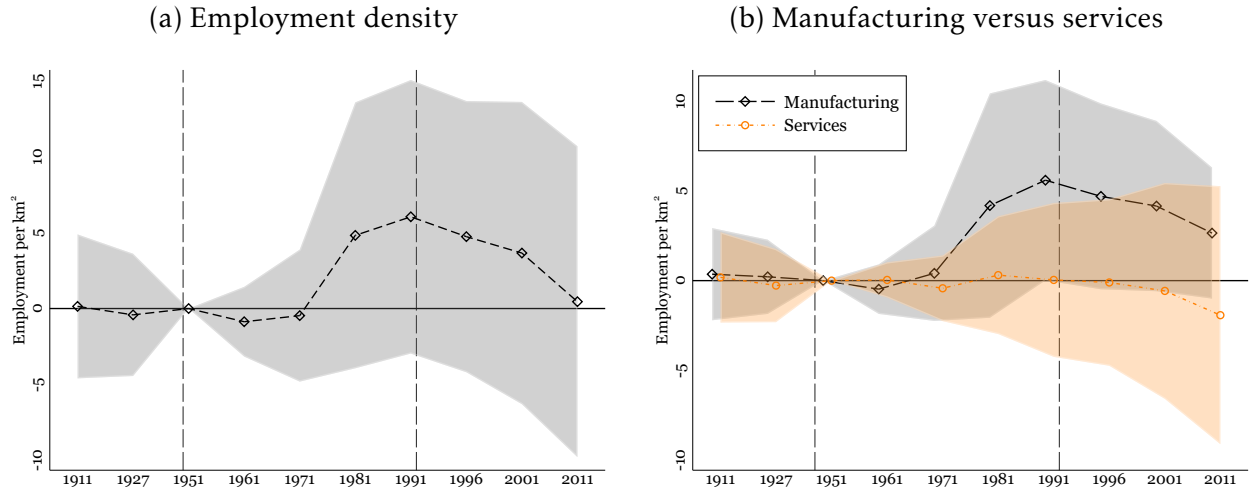 (a) Employment density
15
10
5
0
-5
-10
Employment per km²
1911 1927 1951 1961 1971 1981 1991 1996 2001 2011
(b) Manufacturing versus services
Manufacturing
Services
10
5
0
-5
-10
Employment per km²
1911 1927 1951 1961 1971 1981 1991 1996 2001 2011